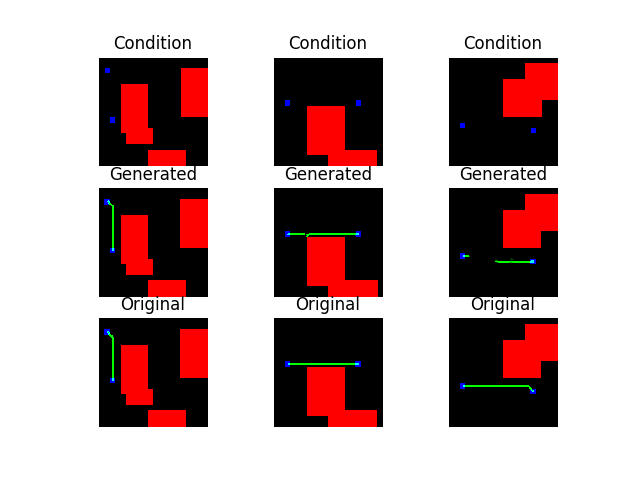 Condition Condition Condition
Generated Generated Generated
Original Original Original